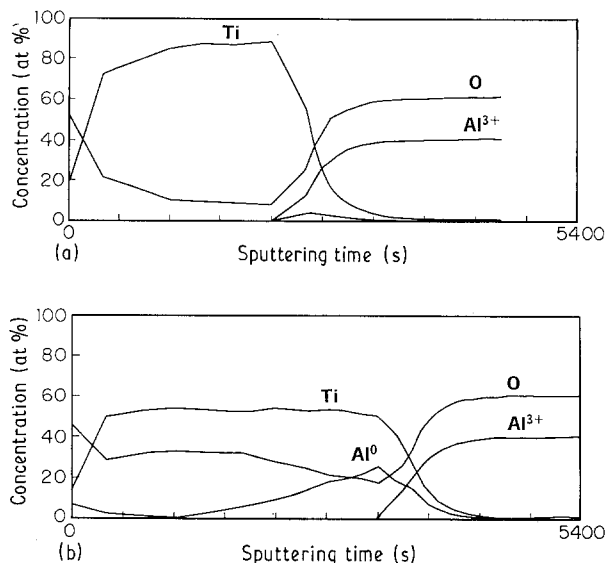 100
80
60
40
20
0
Concentration (at %)
Ti
O
Al³⁺
0
5400
(a)
Sputtering time (s)
100
80
60
40
20
0
Concentration (at %)
Ti
Al⁰
O
Al³⁺
0
5400
(b)
Sputtering time (s)